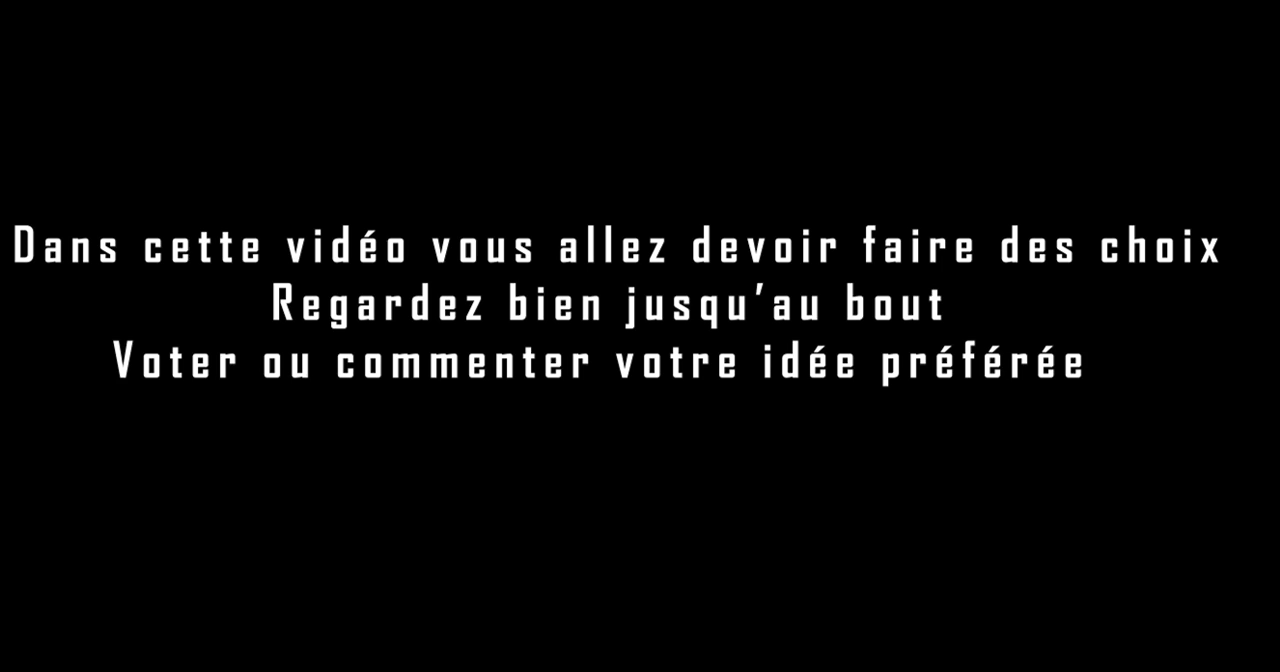 Dans cette vidéo vous allez devoir faire des choix
Regardez bien jusqu'au bout
Voter ou commenter votre idée préférée